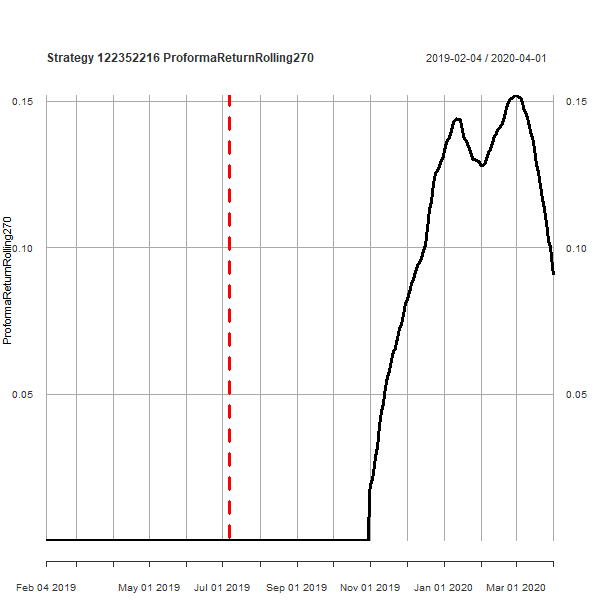 Strategy 122352216 ProformaReturnRolling270
2019-02-04 / 2020-04-01
0.15
0.15
0.10
0.10
0.05
0.05
ProformaReturnRolling270
Feb 04 2019
May 01 2019
Jul 01 2019
Sep 01 2019
Nov 01 2019
Jan 01 2020
Mar 01 2020